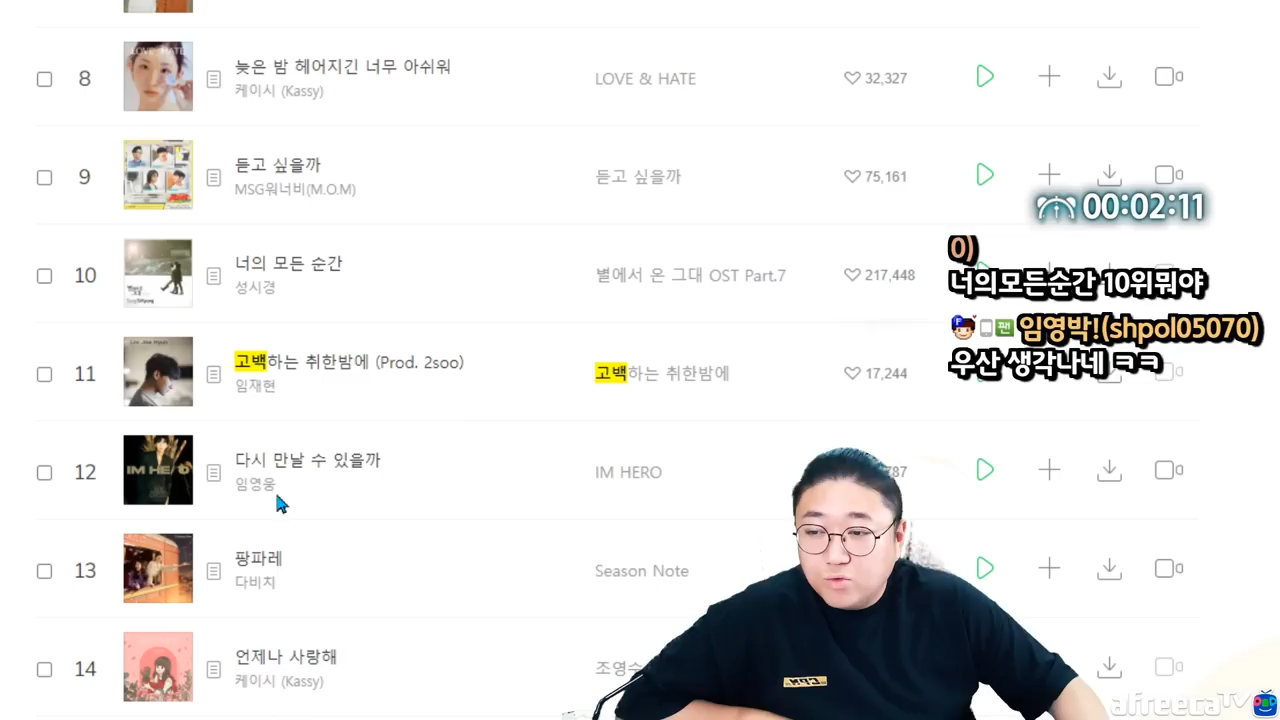 8
늦은 밤 헤어지긴 너무 아쉬워
케이시 (Kassy)
LOVE & HATE
32,327
9
듣고 싶을까
MSG워너비(M.O.M)
듣고 싶을까
75,161
00:02:11
0)
10
너의 모든 순간
성시경
별에서 온 그대 OST Part.7
217,448
너의모든순간 10위뭐야
임영박!(shpol05070)
우산 생각나네 ㅋㅋ
11
고백하는 취한밤에 (Prod. 2soo)
임재현
고백하는 취한밤에
17,244
12
다시 만날 수 있을까
임영웅
IM HERO
787
IM HERO
13
팡파레
다비치
Season Note
14
언제나 사랑해
케이시 (Kassy)
조영수
afreecaTV